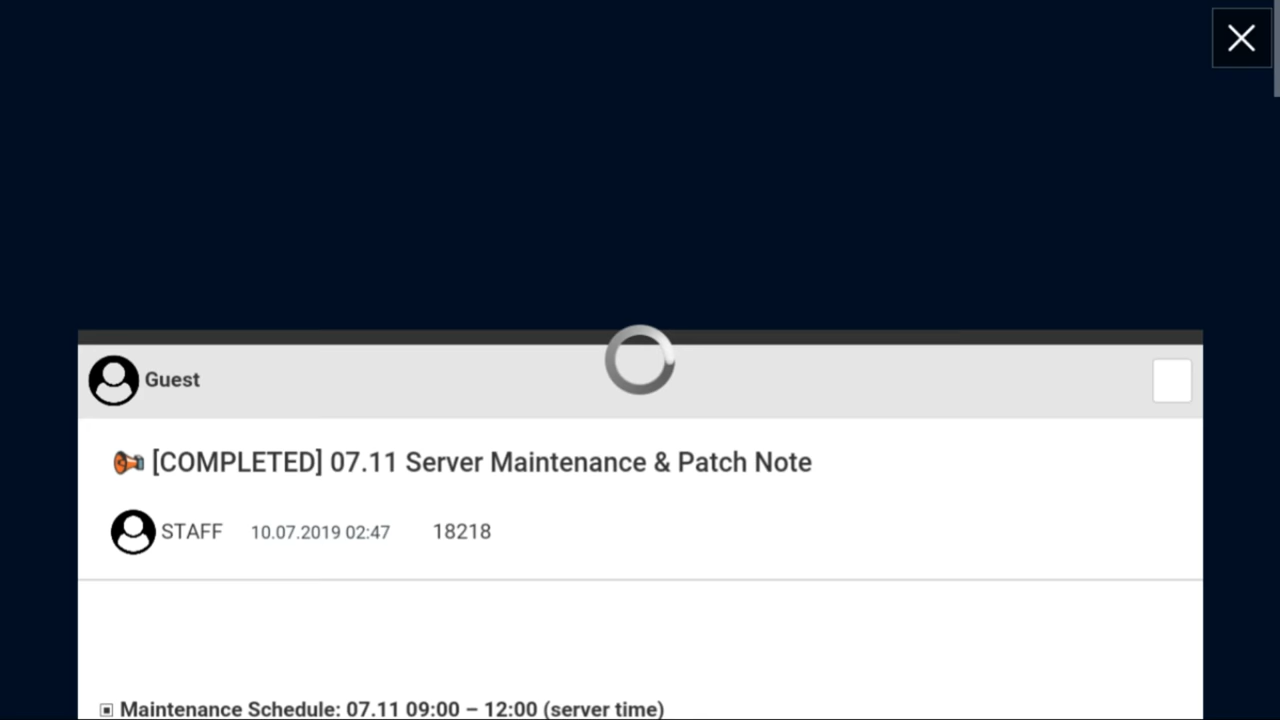 Guest
[COMPLETED] 07.11 Server Maintenance & Patch Note
STAFF 10.07.2019 02:47 18218
▣ Maintenance Schedule: 07.11 09:00 – 12:00 (server time)